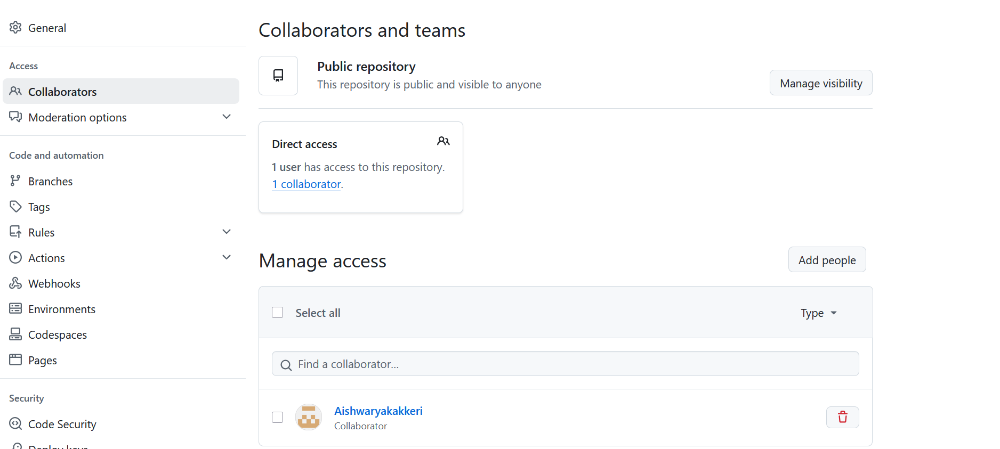 General
Access
Collaborators
Moderation options
Code and automation
Branches
Tags
Rules
Actions
Webhooks
Environments
Codespaces
Pages
Security
Code Security
Deploy keys
Collaborators and teams
Public repository
This repository is public and visible to anyone
Manage visibility
Direct access
1 user has access to this repository.
1 collaborator.
Manage access
Add people
Select all
Type
Find a collaborator...
Aishwaryakakkeri
Collaborator